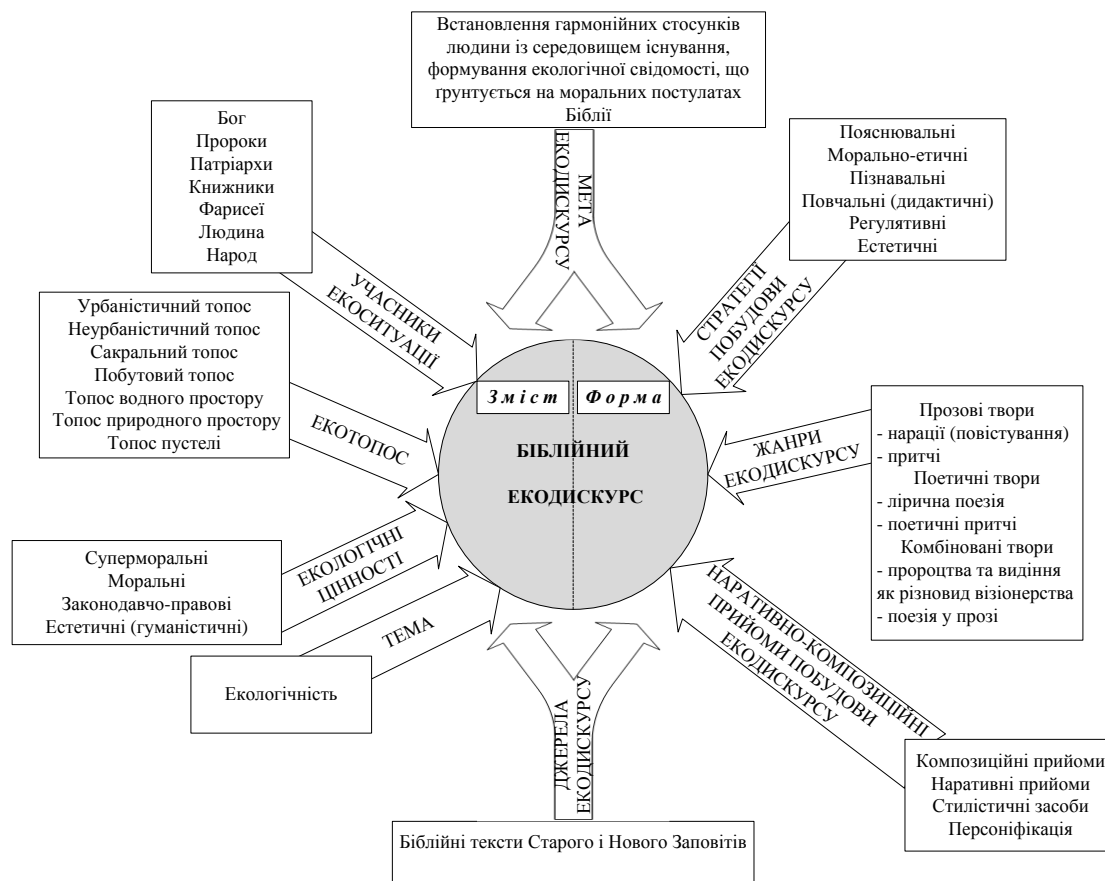 Встановлення гармонійних стосунків
людини із середовищем існування,
формування екологічної свідомості, що
ґрунтується на моральних постулатах
Біблії
МЕТА
ЕКОДИСКУРСУ
Бог
Пророки
Патріархи
Книжники
Фарисеї
Людина
Народ
УЧАСНИКИ
ЕКОСИТУАЦІЇ
Пояснювальні
Морально-етичні
Пізнавальні
Повчальні (дидактичні)
Регулятивні
Естетичні
СТРАТЕГІЇ
ПОБУДОВИ
ЕКОДИСКУРСУ
Урбаністичний топос
Неурбаністичний топос
Сакральний топос
Побутовий топос
Топос водного простору
Топос природного простору
Топос пустелі
ЕКОТОПОС
Зміст
Форма
БІБЛІЙНИЙ
ЕКОДИСКУРС
ЖАНРИ
ЕКОДИСКУРСУ
Прозові твори
- нарації (повістування)
- притчі
Поетичні твори
- лірична поезія
- поетичні притчі
Комбіновані твори
- пророцтва та видіння
як різновид візіонерства
- поезія у прозі
Суперморальні
Моральні
Законодавчо-правові
Естетичні (гуманістичні)
ЕКОЛОГІЧНІ
ЦІННОСТІ
Екологічність
ТЕМА
ДЖЕРЕЛА
ЕКОДИСКУРСУ
Біблійні тексти Старого і Нового Заповітів
НАРАТИВНО-КОМПОЗИЦІЙНІ
ПРИЙОМИ ПОБУДОВИ
ЕКОДИСКУРСУ
Композиційні прийоми
Наративні прийоми
Стилістичні засоби
Персоніфікація